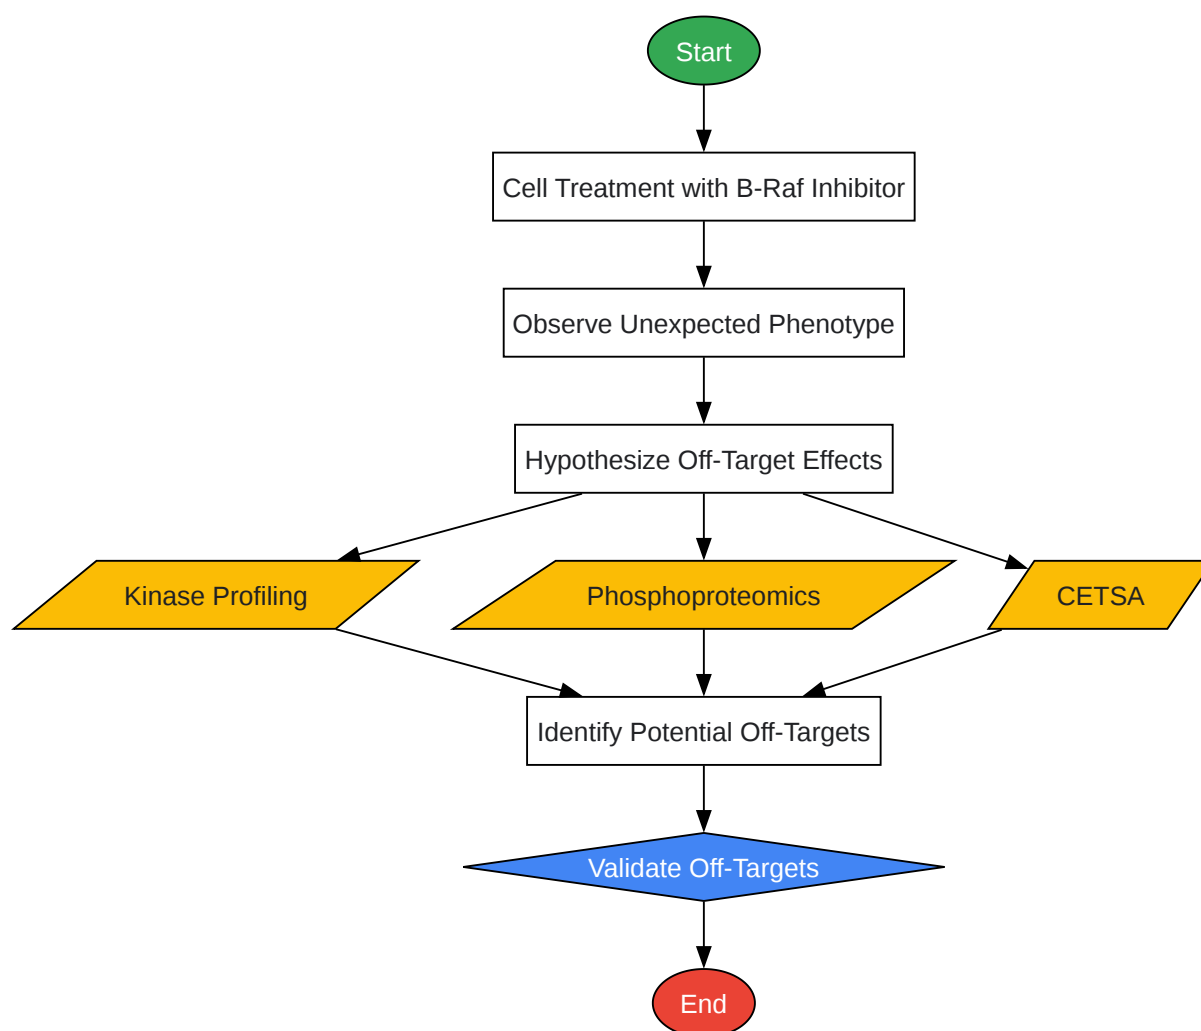 Start
Cell Treatment with B-Raf Inhibitor
Observe Unexpected Phenotype
Hypothesize Off-Target Effects
Kinase Profiling
Phosphoproteomics
CETSA
Identify Potential Off-Targets
Validate Off-Targets
End